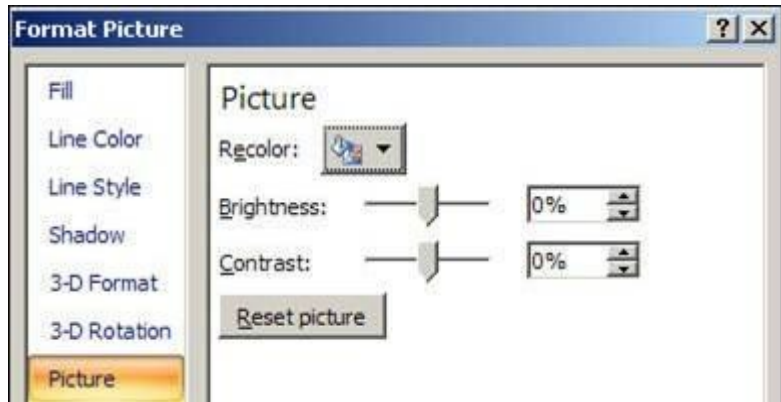 Format Picture
Fill
Line Color
Line Style
Shadow
3-D Format
3-D Rotation
Picture
Picture
Recolor:
Brightness: 0%
Contrast: 0%
Reset picture